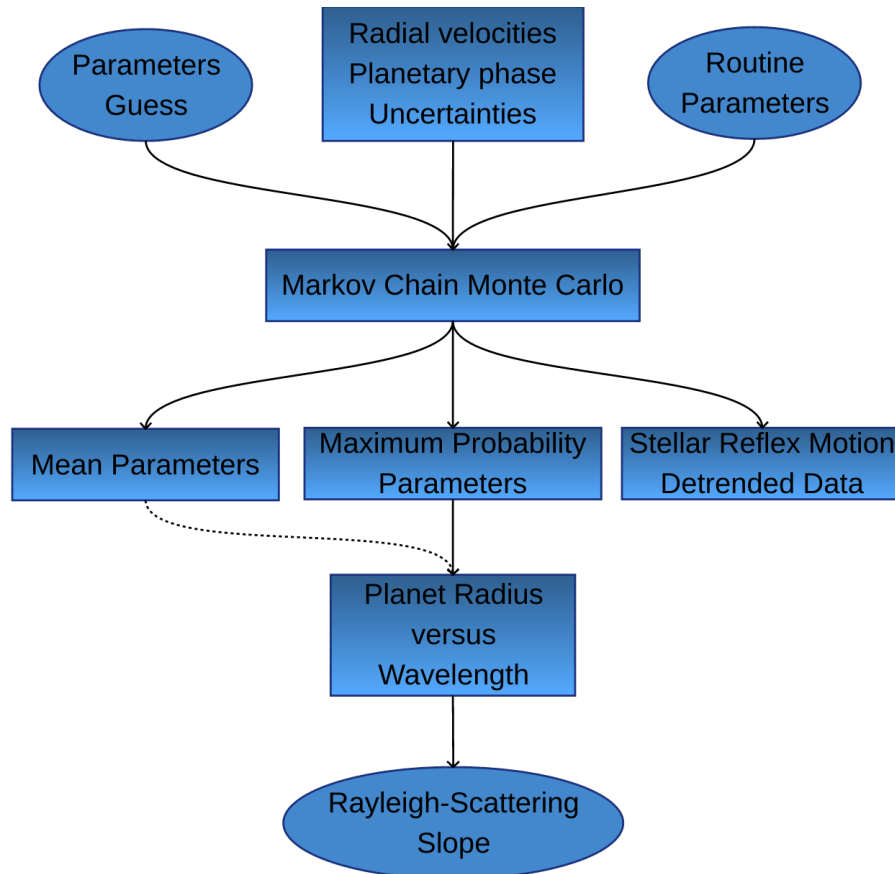 Parameters
Guess
Radial velocities
Planetary phase
Uncertainties
Routine
Parameters
Markov Chain Monte Carlo
Mean Parameters
Maximum Probability
Parameters
Stellar Reflex Motion
Detrended Data
Planet Radius
versus
Wavelength
Rayleigh-Scattering
Slope